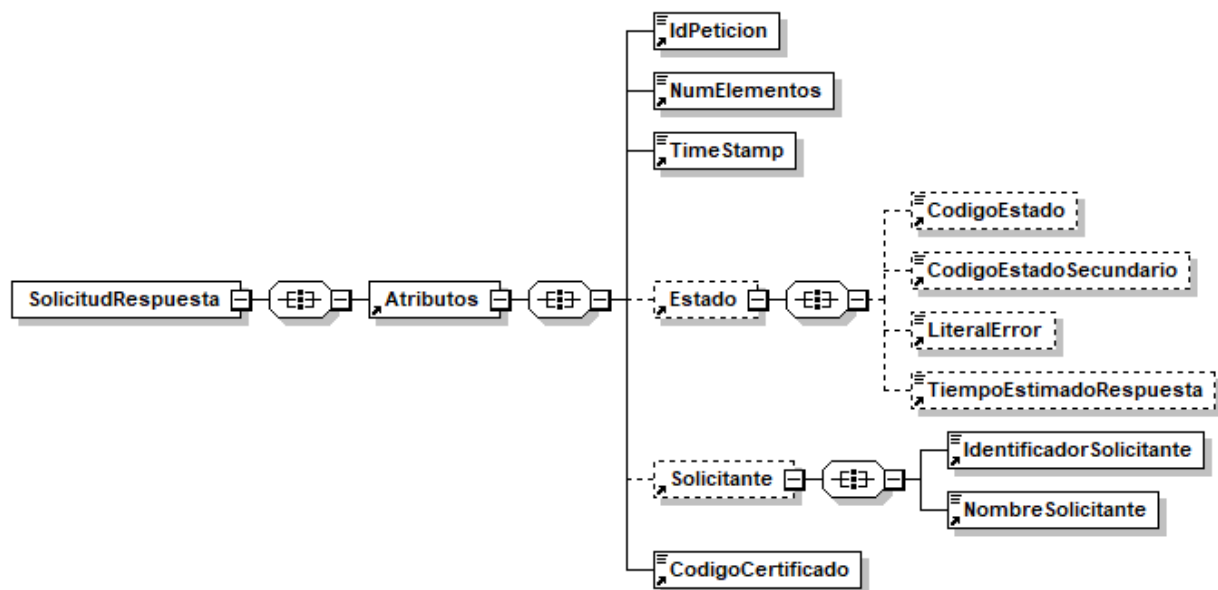 IdPeticion
NumElementos
TimeStamp
CodigoEstado
CodigoEstadoSecundario
SolicitudRespuesta
Atributos
Estado
LiteralError
TiempoEstimadoRespuesta
IdentificadorSolicitante
Solicitante
NombreSolicitante
CodigoCertificado